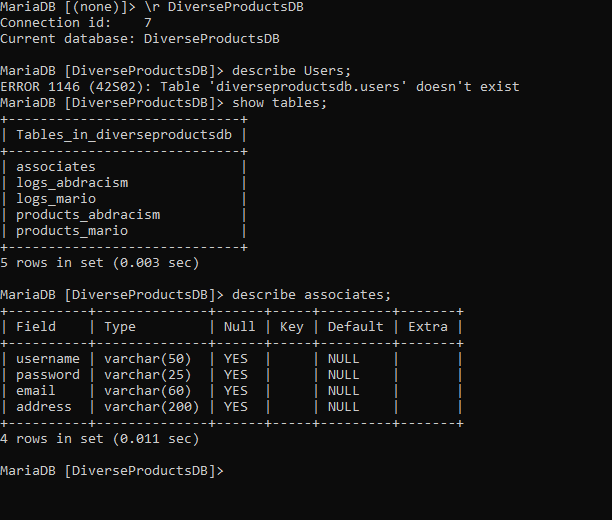 MariaDB [(none)]> \r DiverseProductsDB
Connection id:    7
Current database: DiverseProductsDB
MariaDB [DiverseProductsDB]> describe Users;
ERROR 1146 (42S02): Table 'diverseproductsdb.users' doesn't exist
MariaDB [DiverseProductsDB]> show tables;
+-----------------------------+
| Tables_in_diverseproductsdb |
+-----------------------------+
| associates                  |
| logs_abdracism              |
| logs_mario                  |
| products_abdracism          |
| products_mario              |
+-----------------------------+
5 rows in set (0.003 sec)
MariaDB [DiverseProductsDB]> describe associates;
+----------+--------------+------+-----+---------+-------+
| Field    | Type         | Null | Key | Default | Extra |
+----------+--------------+------+-----+---------+-------+
| username | varchar(50)  | YES  |     | NULL    |       |
| password | varchar(25)  | YES  |     | NULL    |       |
| email    | varchar(60)  | YES  |     | NULL    |       |
| address  | varchar(200) | YES  |     | NULL    |       |
+----------+--------------+------+-----+---------+-------+
4 rows in set (0.011 sec)
MariaDB [DiverseProductsDB]>